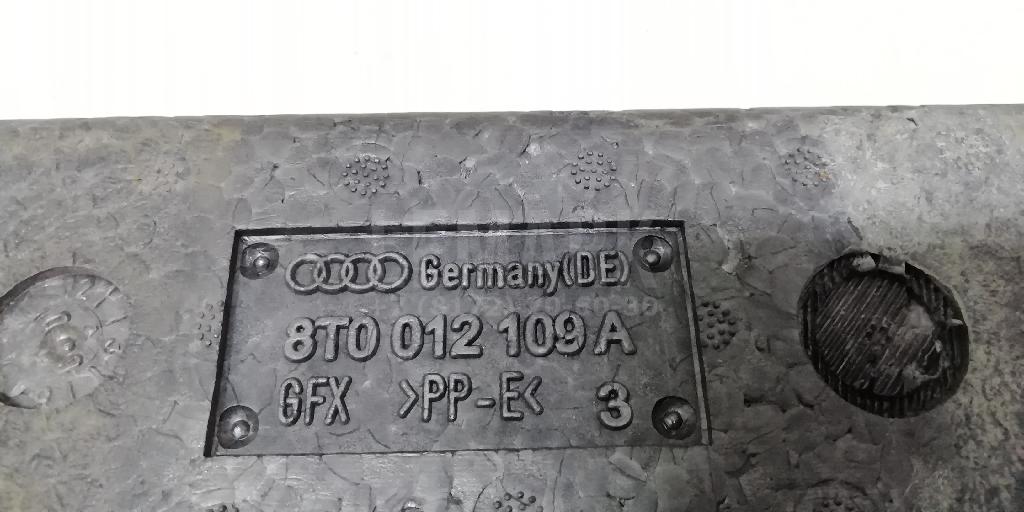 Germany(DE)
8T0 012 109 A
GFX >PP-E< 3